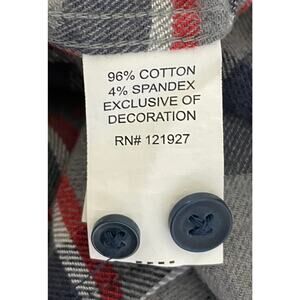 96% COTTON
4% SPANDEX
EXCLUSIVE OF
DECORATION
RN# 121927